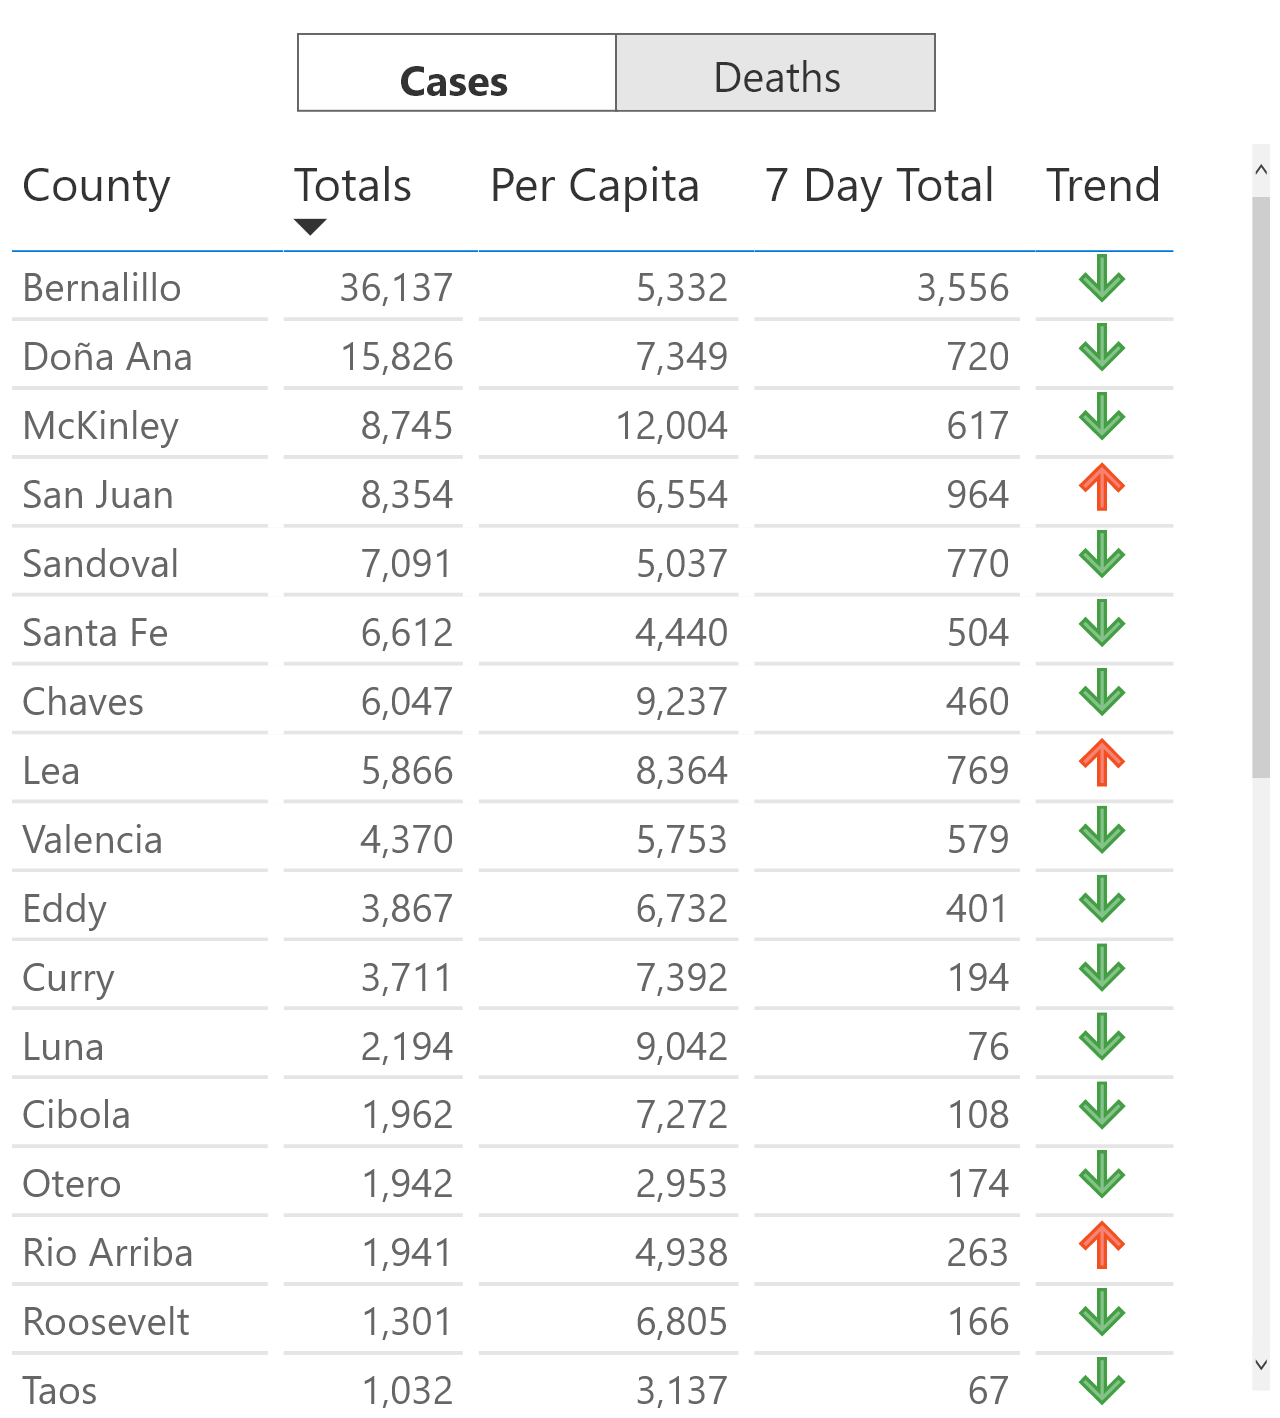 Cases Deaths
County Totals Per Capita 7 Day Total Trend
Bernalillo 36,137 5,332 3,556
Doña Ana 15,826 7,349 720
McKinley 8,745 12,004 617
San Juan 8,354 6,554 964
Sandoval 7,091 5,037 770
Santa Fe 6,612 4,440 504
Chaves 6,047 9,237 460
Lea 5,866 8,364 769
Valencia 4,370 5,753 579
Eddy 3,867 6,732 401
Curry 3,711 7,392 194
Luna 2,194 9,042 76
Cibola 1,962 7,272 108
Otero 1,942 2,953 174
Rio Arriba 1,941 4,938 263
Roosevelt 1,301 6,805 166
Taos 1,032 3,137 67